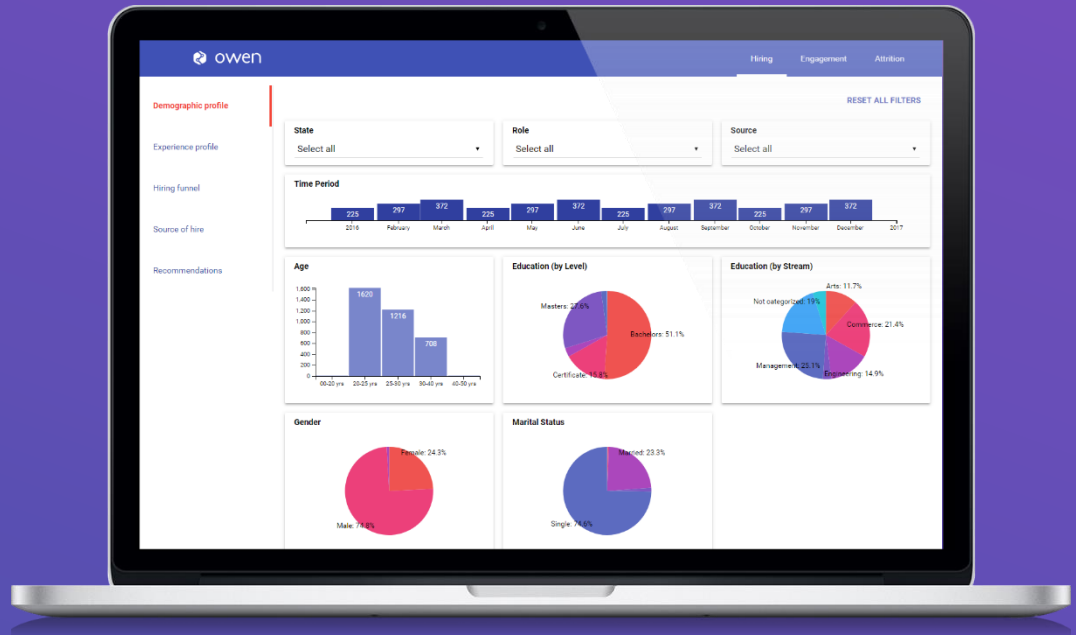 owen
Hiring Engagement Attrition
RESET ALL FILTERS
Demographic profile
Experience profile
Hiring funnel
Source of hire
Recommendations
State
Select all
Role
Select all
Source
Select all
Time Period
225 297 372 225 297 372 225 297 372 225 297 372
2016 February March April May June July August September October November December 2017
Age
1,600
1,400
1,200
1,000
800
600
400
200
0
1620
1216
708
00-20 yrs 20-25 yrs 25-30 yrs 30-40 yrs 40-50 yrs
Education (by Level)
Masters: 27.6%
Bachelors: 51.1%
Certificate: 15.8%
Education (by Stream)
Arts: 11.7%
Not categorized: 19%
Commerce: 21.4%
Management: 25.1%
Engineering: 14.9%
Gender
Female: 24.3%
Male: 74.8%
Marital Status
Married: 23.3%
Single: 74.6%